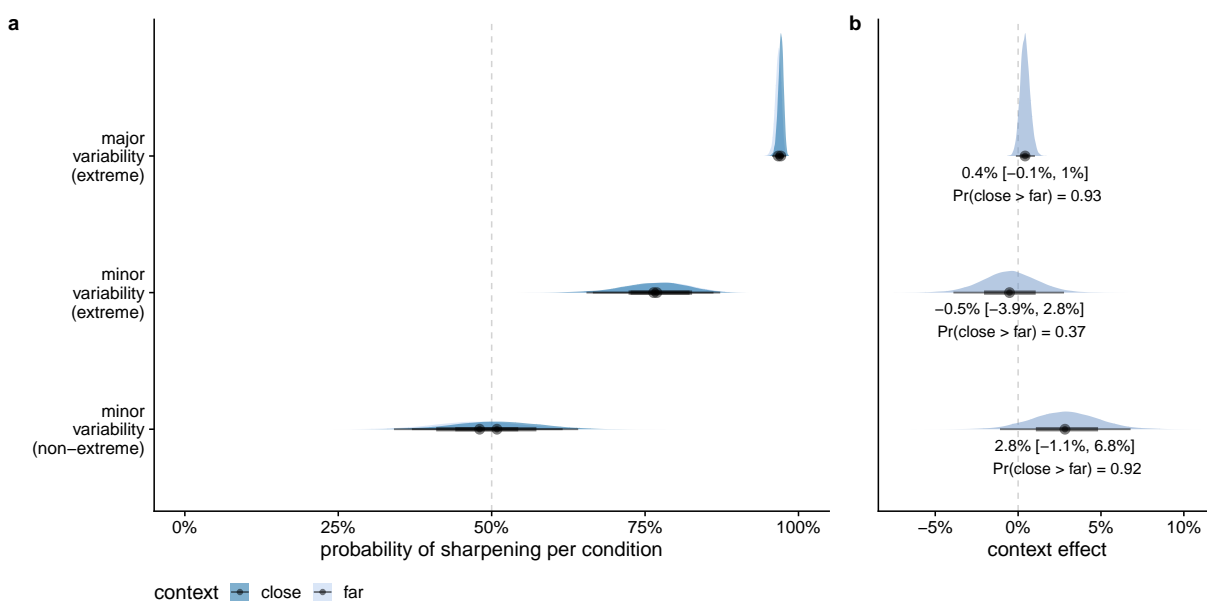 a
major
variability
(extreme)
minor
variability
(extreme)
minor
variability
(non−extreme)
0%
25%
50%
75%
100%
probability of sharpening per condition
context
close
far
b
0.4% [−0.1%, 1%]
Pr(close > far) = 0.93
−0.5% [−3.9%, 2.8%]
Pr(close > far) = 0.37
2.8% [−1.1%, 6.8%]
Pr(close > far) = 0.92
−5%
0%
5%
10%
context effect